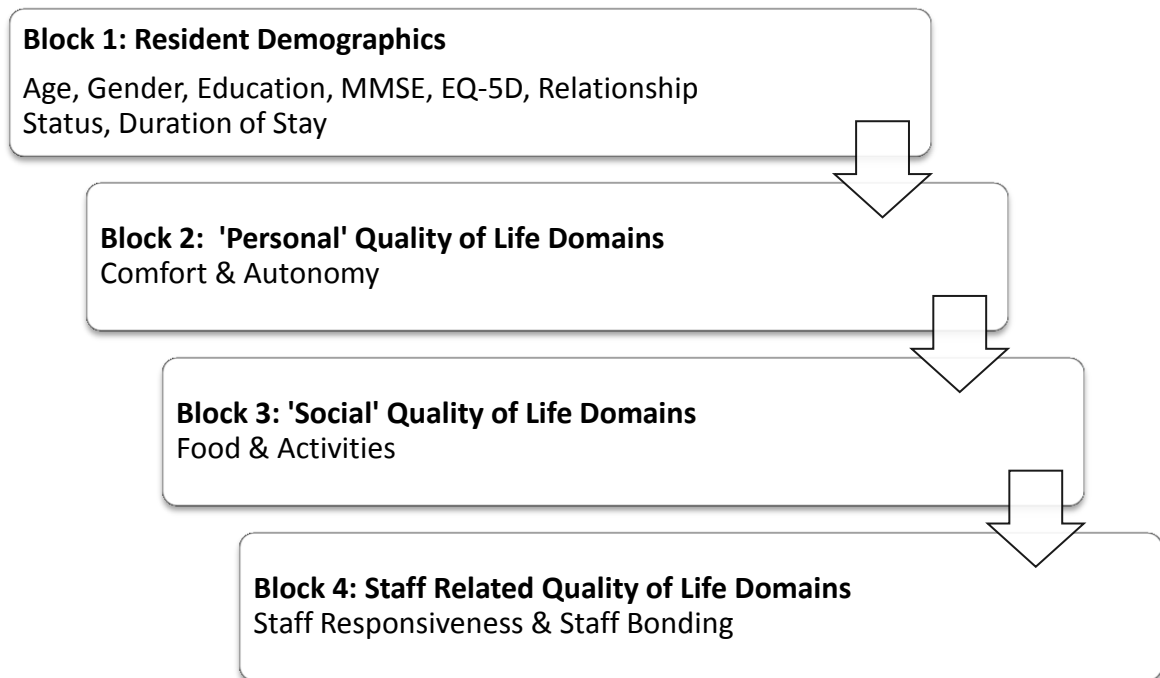 Block 1: Resident Demographics
Age, Gender, Education, MMSE, EQ-5D, Relationship
Status, Duration of Stay
Block 2:  'Personal' Quality of Life Domains
Comfort & Autonomy
Block 3: 'Social' Quality of Life Domains
Food & Activities
Block 4: Staff Related Quality of Life Domains
Staff Responsiveness & Staff Bonding